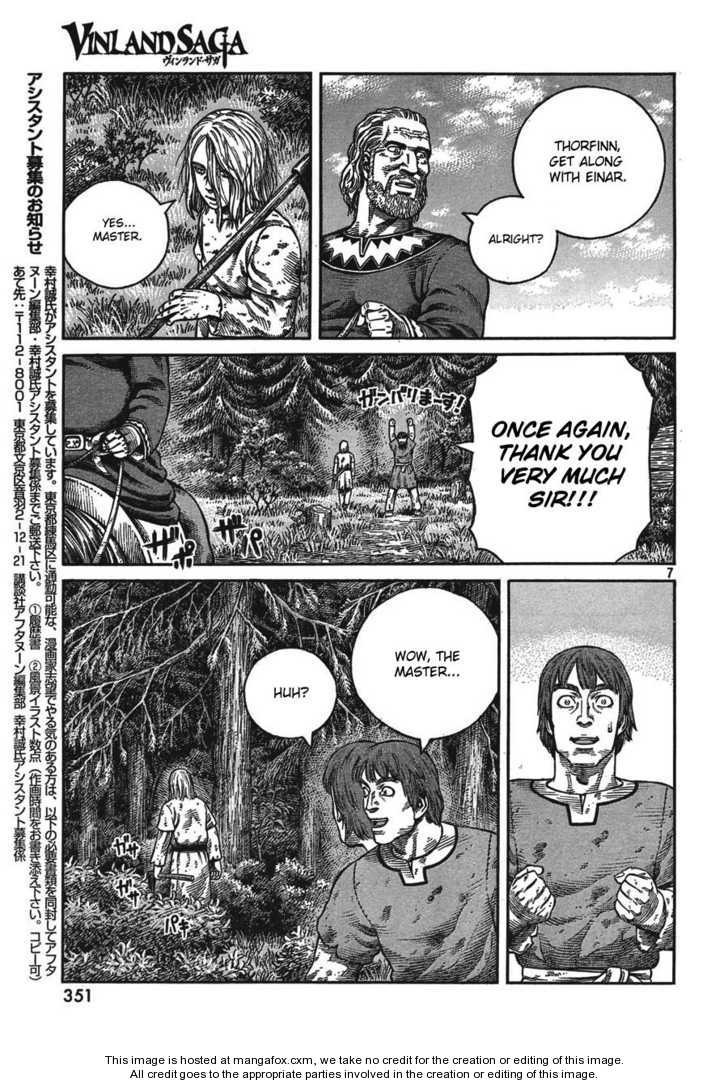 VINLAND SAGA
ヴィンランド・サガ
THORFINN,
GET ALONG
WITH EINAR.
ALRIGHT?
YES...
MASTER.
ガンバリまーす!
ONCE AGAIN,
THANK YOU
VERY MUCH
SIR!!!
ザッ
ザッ
ポ
パ
7
WOW, THE
MASTER...
HUH?
ガサ
ガサ
パキ
アシスタント募集のお知らせ
幸村誠氏がアシスタントを募集しています。東京都練馬区に通勤可能な、漫画家志望でやる気のある方は、以下の必要書類を同封してアフタ
ヌーン編集部・幸村誠氏アシスタント募集係までご郵送下さい。 ①履歴書 ②風景イラスト数点(作画時間をお書き添え下さい。コピー可)
あて先:〒112-8001 東京都文京区音羽2-12-21 講談社アフタヌーン編集部 幸村誠氏アシスタント募集係
351
This image is hosted at mangafox.cxm, we take no credit for the creation or editing of this image.
All credit goes to the appropriate parties involved in the creation or editing of this image.